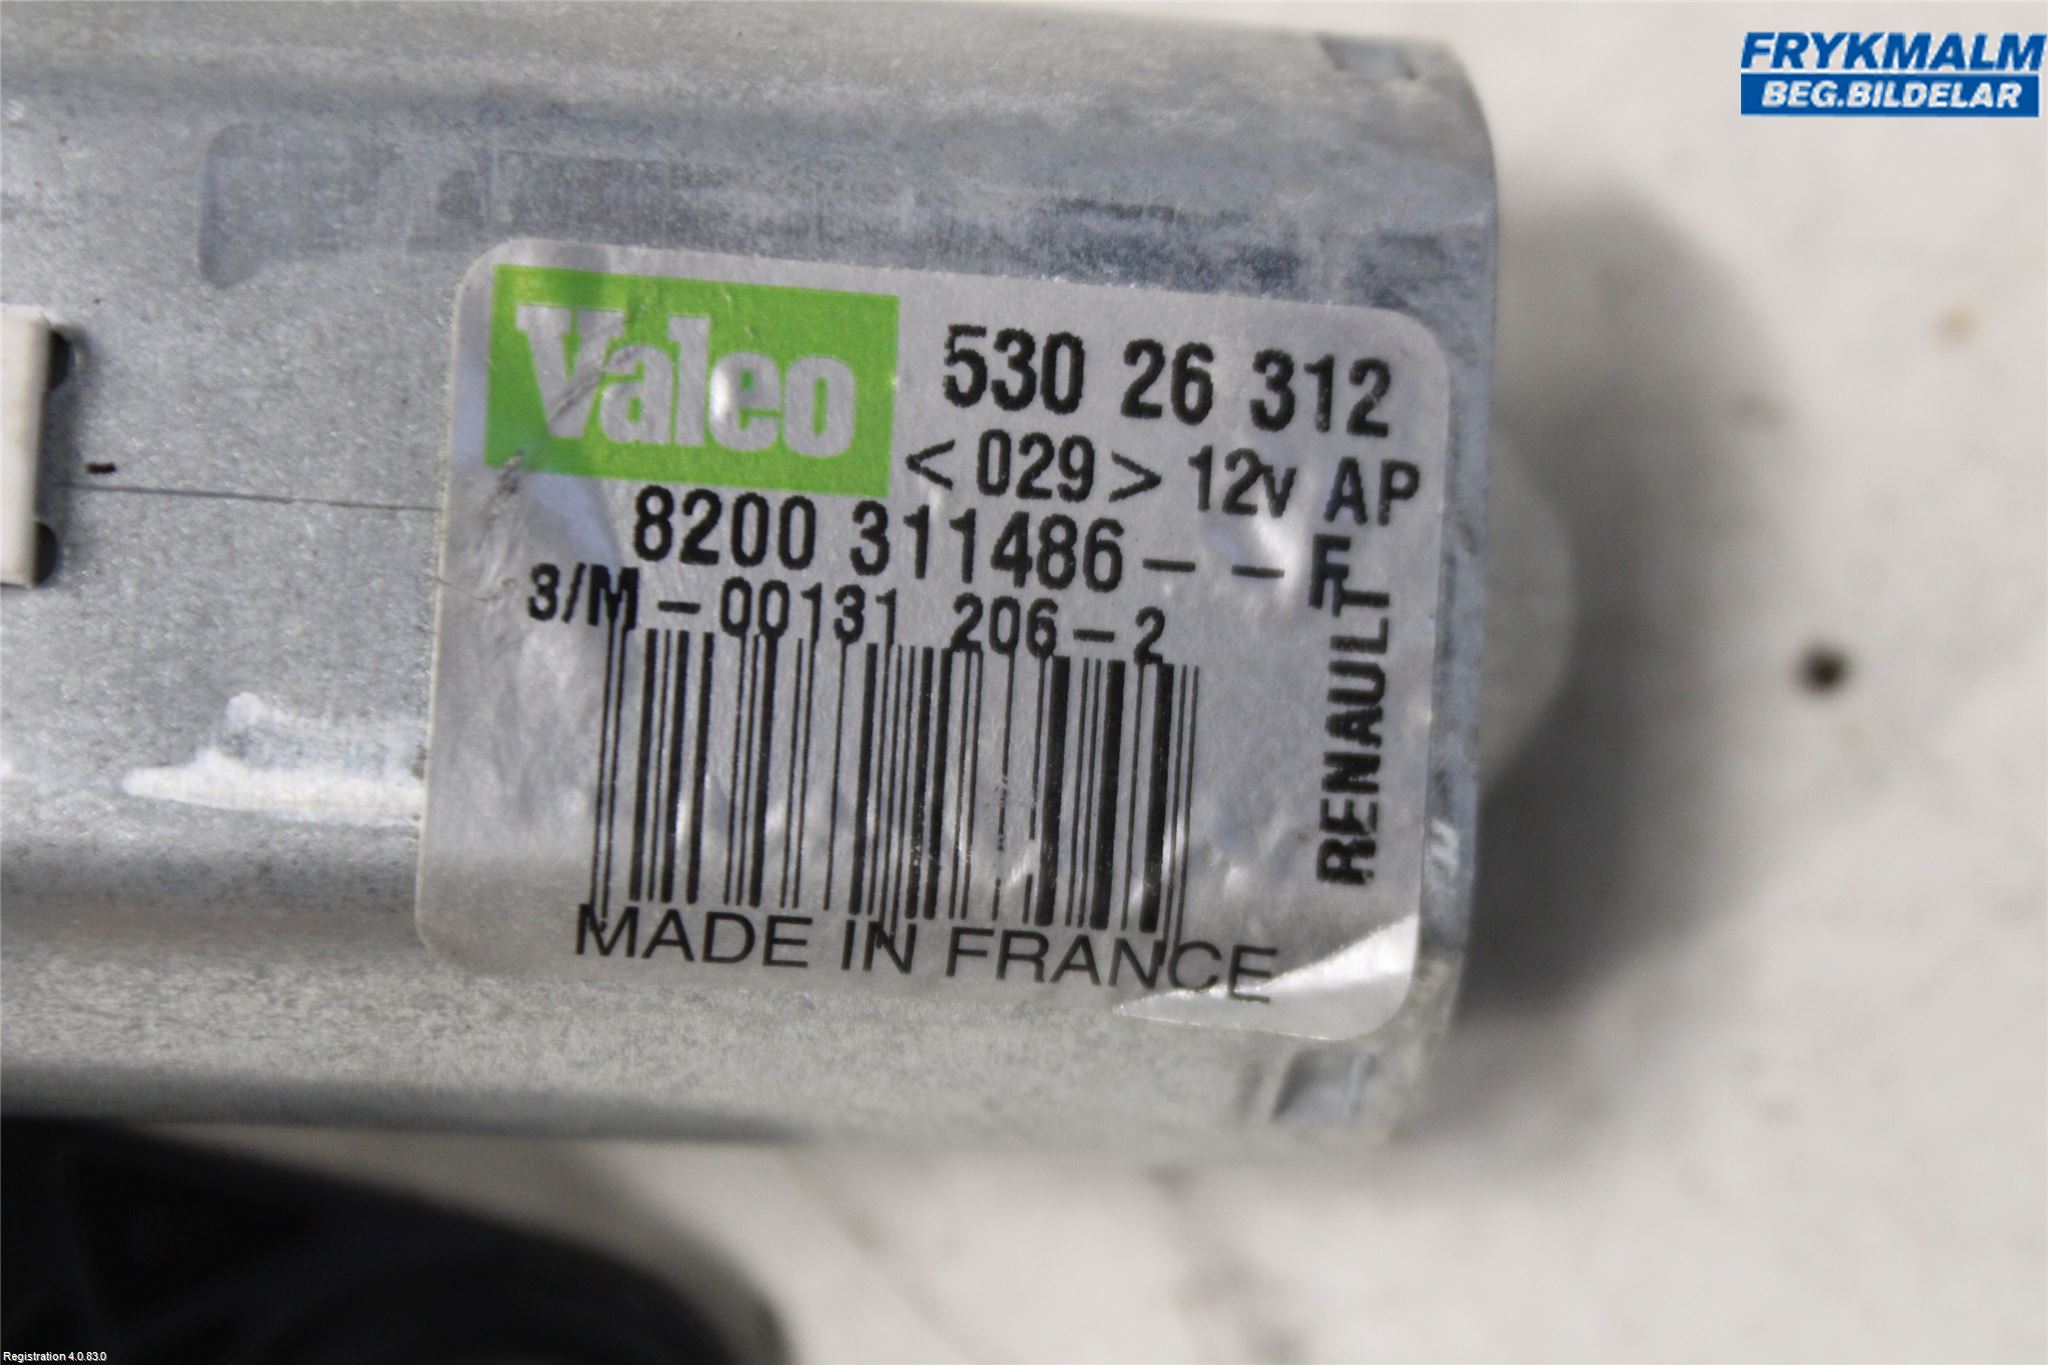 FRYKMALM
BEG.BILDELAR
Valeo
530 26 312
<029> 12v AP
8200 311486 - - F
3/M - 00131 206 - 2
RENAULT
MADE IN FRANCE
Registration 4.0.83.0